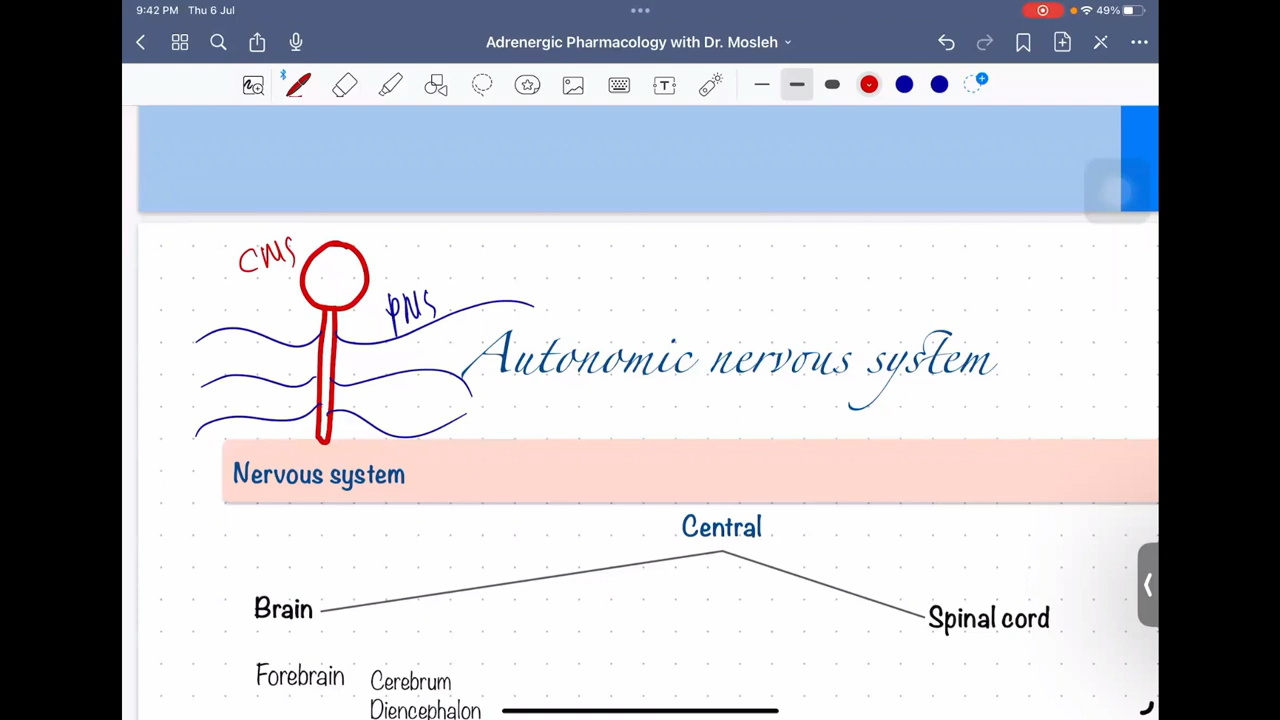 9:42 PM Thu 6 Jul
49%
Adrenergic Pharmacology with Dr. Mosleh
T
CNS
PNS
Autonomic nervous system
Nervous system
Central
Brain
Spinal cord
Forebrain
Cerebrum
Diencephalon